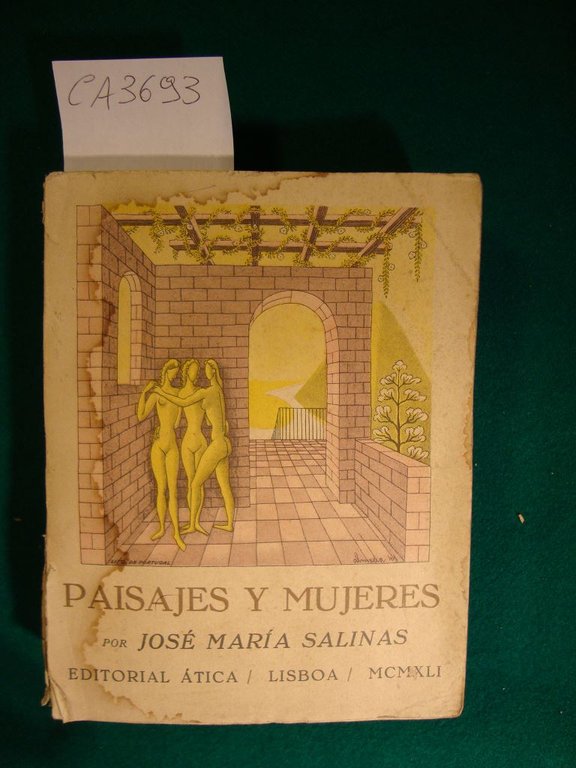 CA3693
PAISAJES Y MUJERES
POR JOSÉ MARÍA SALINAS
EDITORIAL ÁTICA / LISBOA / MCMXLI